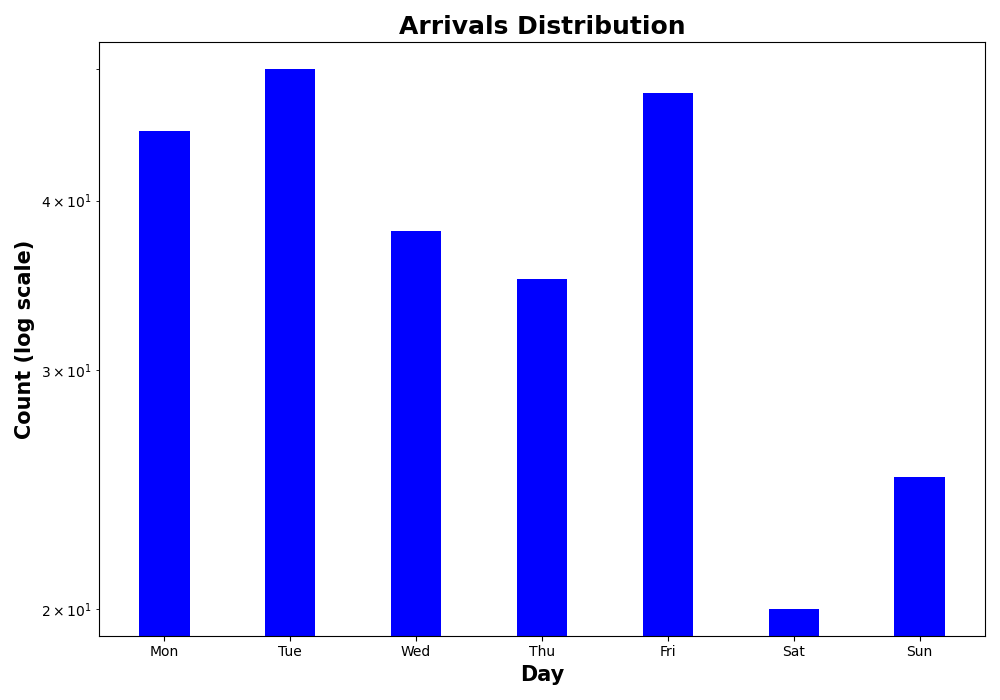 Arrivals Distribution
Count (log scale)
4 × 10¹
3 × 10¹
2 × 10¹
Mon Tue Wed Thu Fri Sat Sun
Day